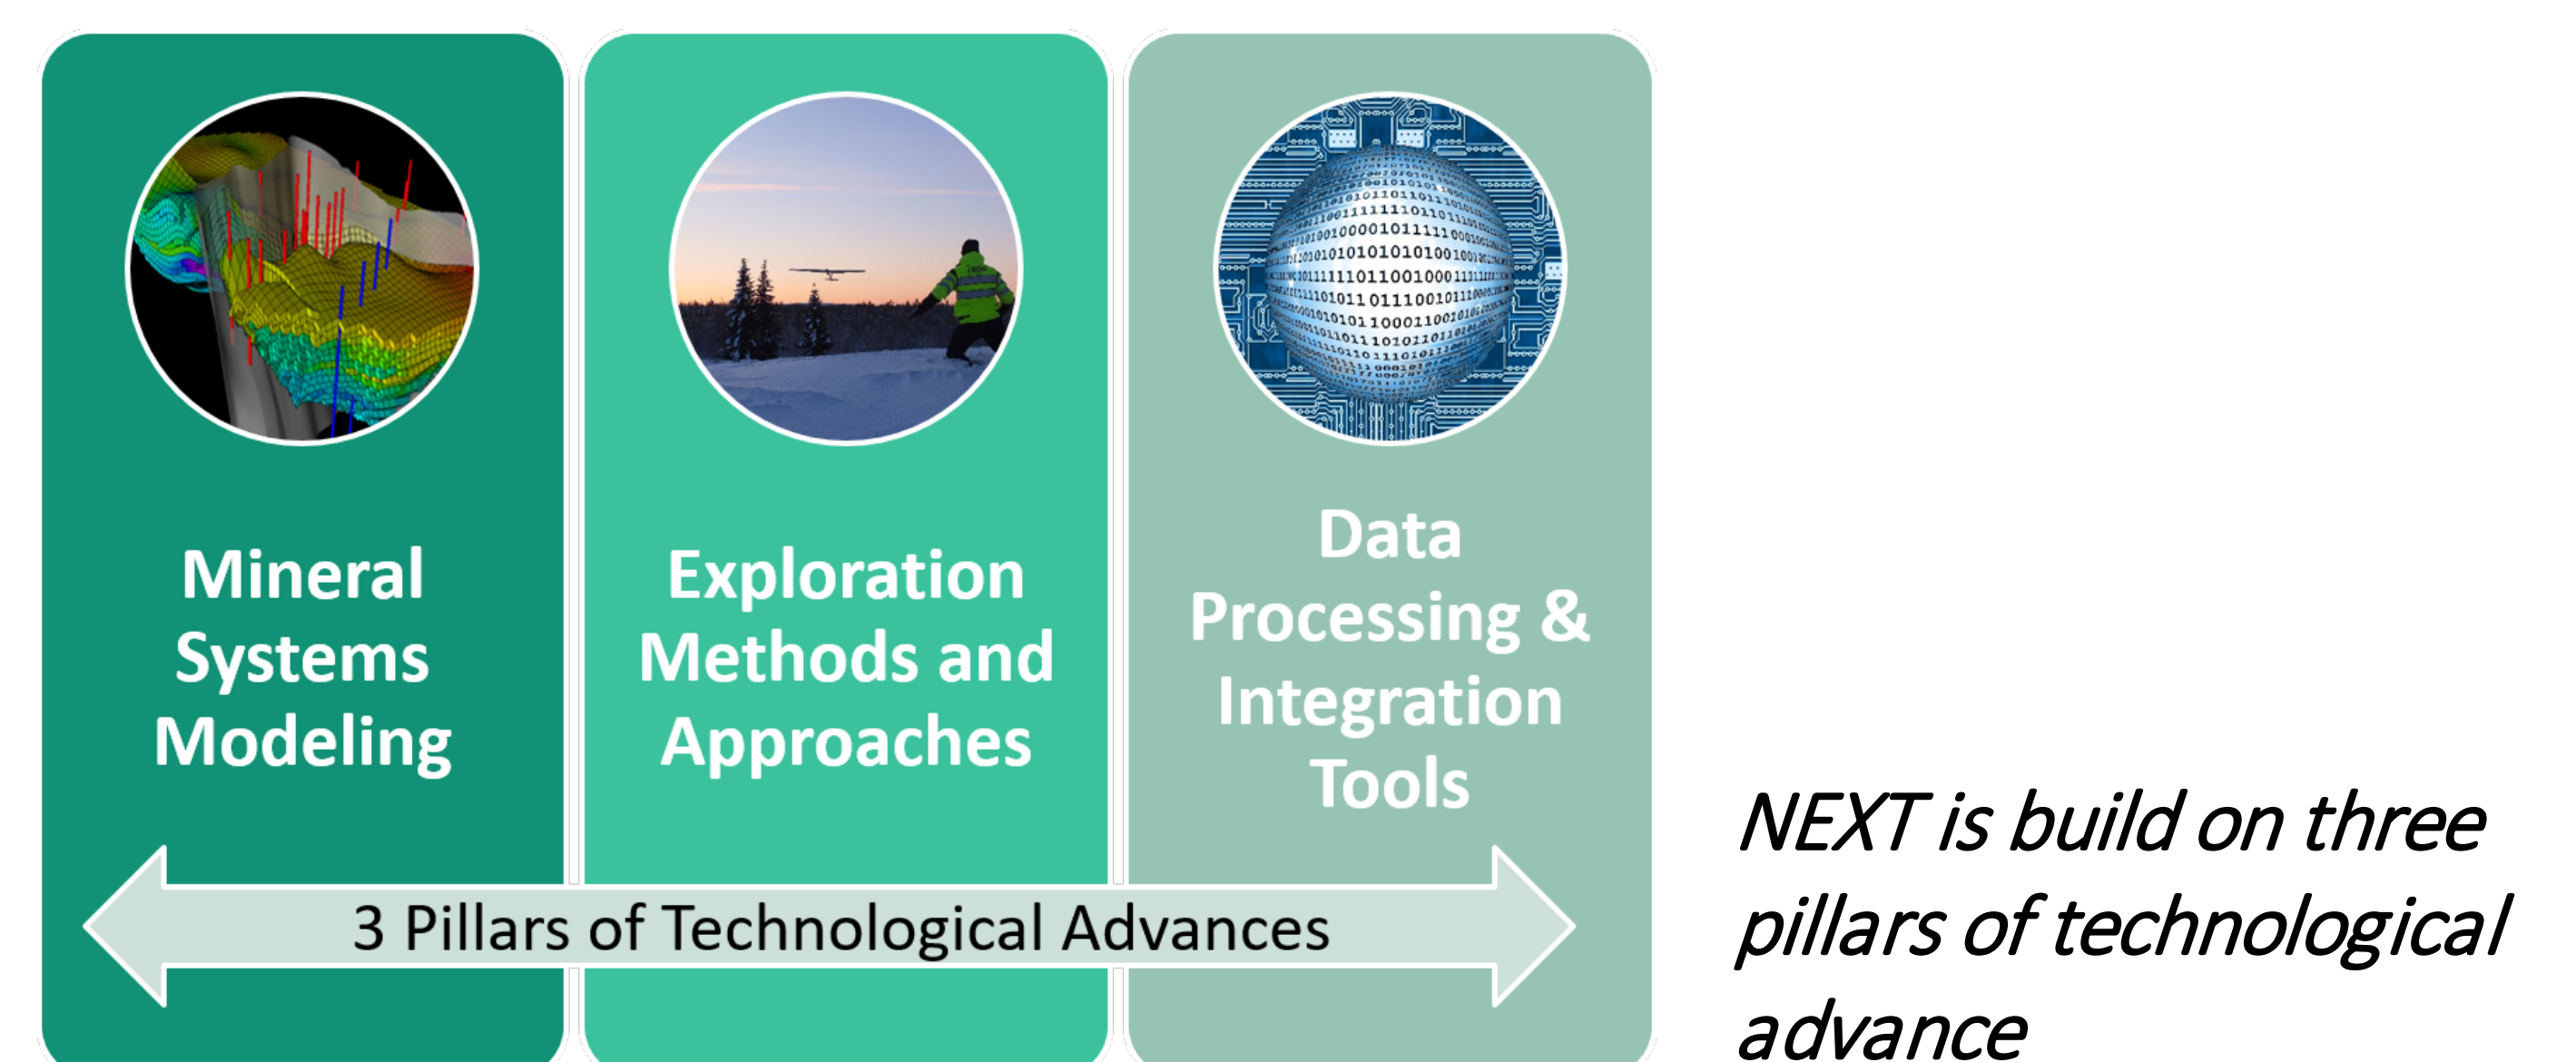 Mineral
Systems
Modeling
Exploration
Methods and
Approaches
Data
Processing &
Integration
Tools
3 Pillars of Technological Advances
NEXT is build on three
pillars of technological
advance